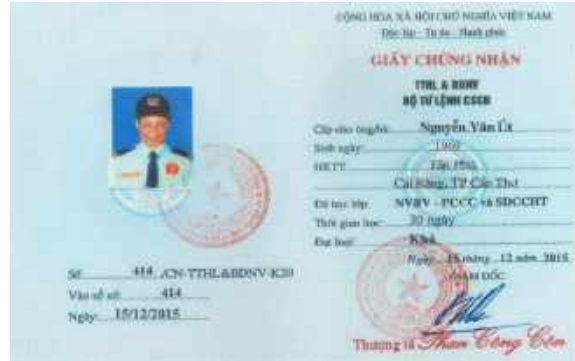 CỘNG HÒA XÃ HỘI CHỦ NGHĨA VIỆT NAM
Độc lập - Tự do - Hạnh phúc
GIẤY CHỨNG NHẬN
TTHL & BDNV
BỘ TƯ LỆNH CSCĐ
Cấp cho ông/bà: Nguyễn Văn Út
Sinh ngày: 1969
HKTT:
Cái Răng, TP Cần Thơ
Đã học lớp NVBV - PCCC và SDCCHT
Thời gian học: 30 ngày
Đạt loại: Khá
Ngày 15 tháng 12 năm 2015
GIÁM ĐỐC
Thượng tá Phan Công Côn
Số 414 /CN-TTHL&BDNV-K20
Vào sổ số: 414
Ngày: 15/12/2015